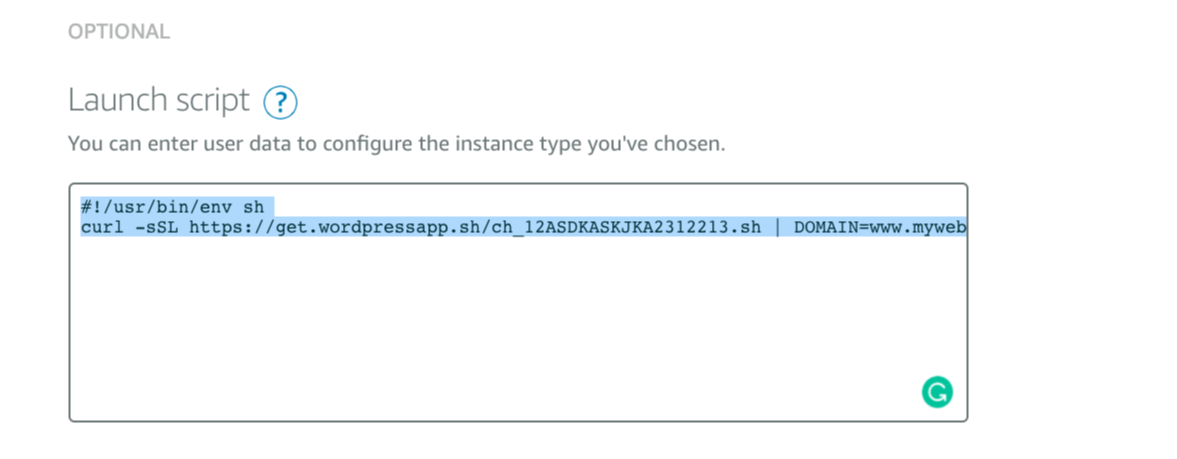 OPTIONAL
Launch script ?
You can enter user data to configure the instance type you've chosen.
#!/usr/bin/env sh
curl -sSL https://get.wordpressapp.sh/ch_12ASDKASKJKA2312213.sh | DOMAIN=www.myweb
G